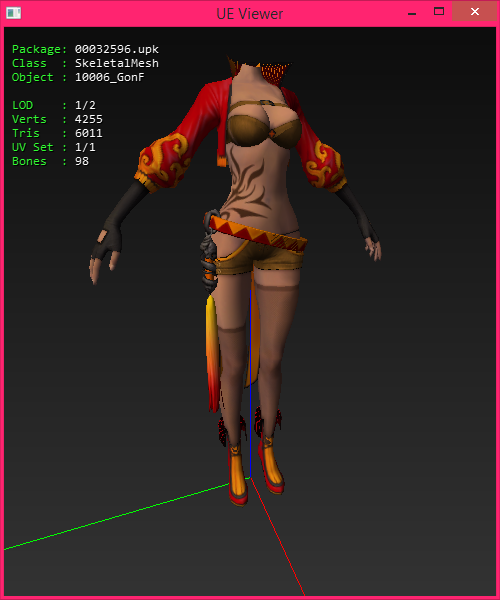 UE Viewer
Package: 00032596.upk
Class  : SkeletalMesh
Object : 10006_GonF
LOD    : 1/2
Verts  : 4255
Tris   : 6011
UV Set : 1/1
Bones  : 98